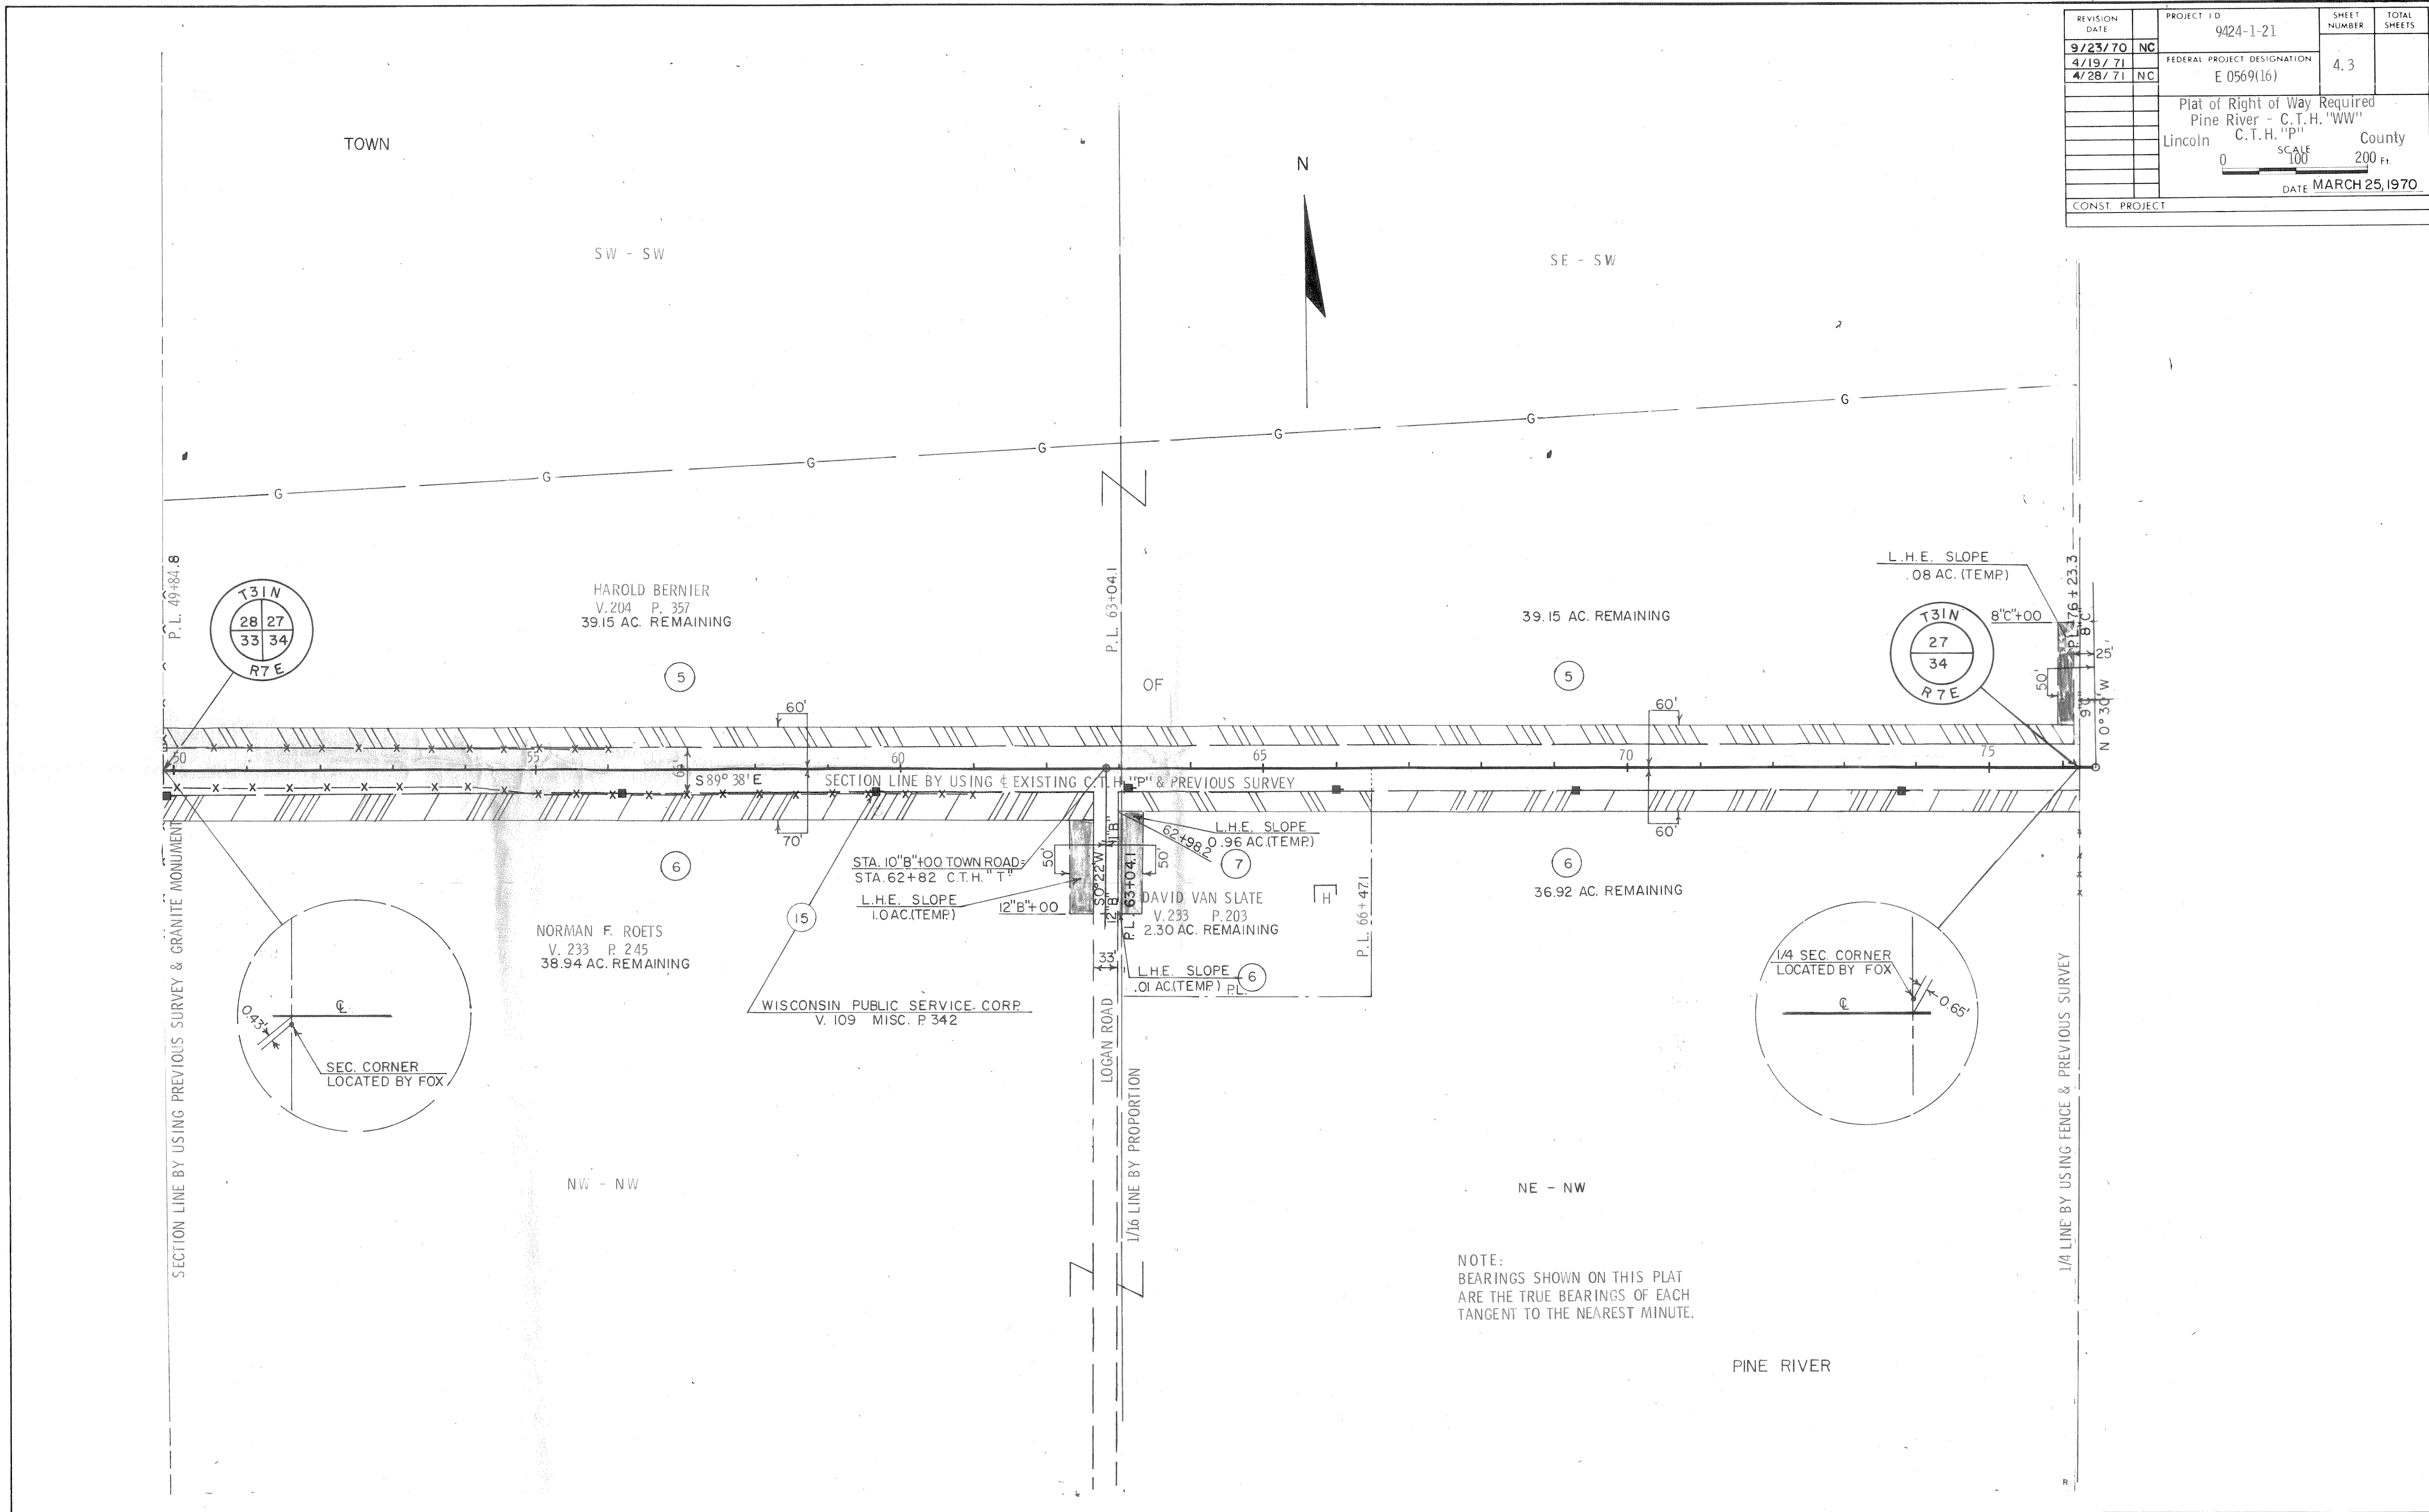 REVISION DATE
PROJECT I D
SHEET NUMBER
TOTAL SHEETS
9424-1-21
9/23/70 NC
4/19/71
4/28/71 NC
FEDERAL PROJECT DESIGNATION
E 0569(16)
4.3
Plat of Right of Way Required
Pine River - C.T.H. "WW"
C.T.H. "P"
Lincoln County
SCALE
0 100 200 Ft.
DATE MARCH 25, 1970
CONST. PROJECT
TOWN
N
SW - SW
SE - SW
G
G
G
G
G
G
G
P.L. 49+84.8
T31N
28 27
33 34
R7E
HAROLD BERNIER
V.204 P. 357
39.15 AC. REMAINING
5
P.L. 63+04.1
OF
39.15 AC. REMAINING
5
L.H.E. SLOPE
.08 AC. (TEMP.)
T31N
27
34
R7E
8"C"+00
P.L. 76+23.3
8"C"
25'
50'
9"C"
N 0°30' W
60'
60'
50
55
60
65
70
75
S 89° 38' E
SECTION LINE BY USING ℄ EXISTING C.T.H. "P" & PREVIOUS SURVEY
70'
60'
6
STA. 10"B"+00 TOWN ROAD=
STA. 62+82 C.T.H. "T"
L.H.E. SLOPE
1.0 AC.(TEMP.)
12"B"+00
50'
S0°22'W
11"B"
12"B"
P.L. 63+04.1
62+98.2
50'
L.H.E. SLOPE
0.96 AC.(TEMP.)
7
DAVID VAN SLATE
V.233 P.203
2.30 AC. REMAINING
H
P.L. 66+47.1
6
36.92 AC. REMAINING
15
NORMAN F. ROETS
V. 233 P. 245
38.94 AC. REMAINING
33'
L.H.E. SLOPE
.01 AC.(TEMP.)
6
P.L.
WISCONSIN PUBLIC SERVICE CORP.
V. 109 MISC. P. 342
SECTION LINE BY USING PREVIOUS SURVEY & GRANITE MONUMENT
℄
0.43'
SEC. CORNER
LOCATED BY FOX
LOGAN ROAD
1/16 LINE BY PROPORTION
1/4 SEC. CORNER
LOCATED BY FOX
℄
0.65'
1/4 LINE BY USING FENCE & PREVIOUS SURVEY
NW - NW
NE - NW
NOTE:
BEARINGS SHOWN ON THIS PLAT
ARE THE TRUE BEARINGS OF EACH
TANGENT TO THE NEAREST MINUTE.
PINE RIVER
R